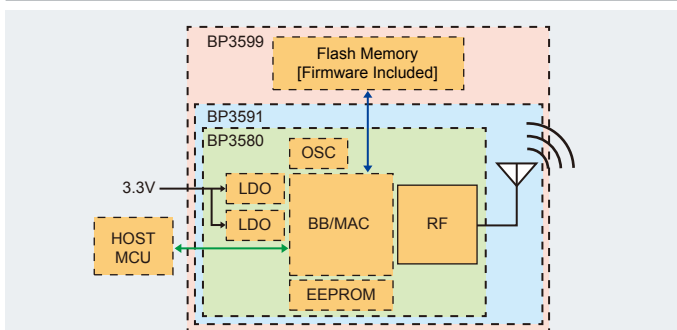 BP3599
Flash Memory
[Firmware Included]
BP3591
BP3580
OSC
3.3V
LDO
LDO
BB/MAC
RF
HOST
MCU
EEPROM